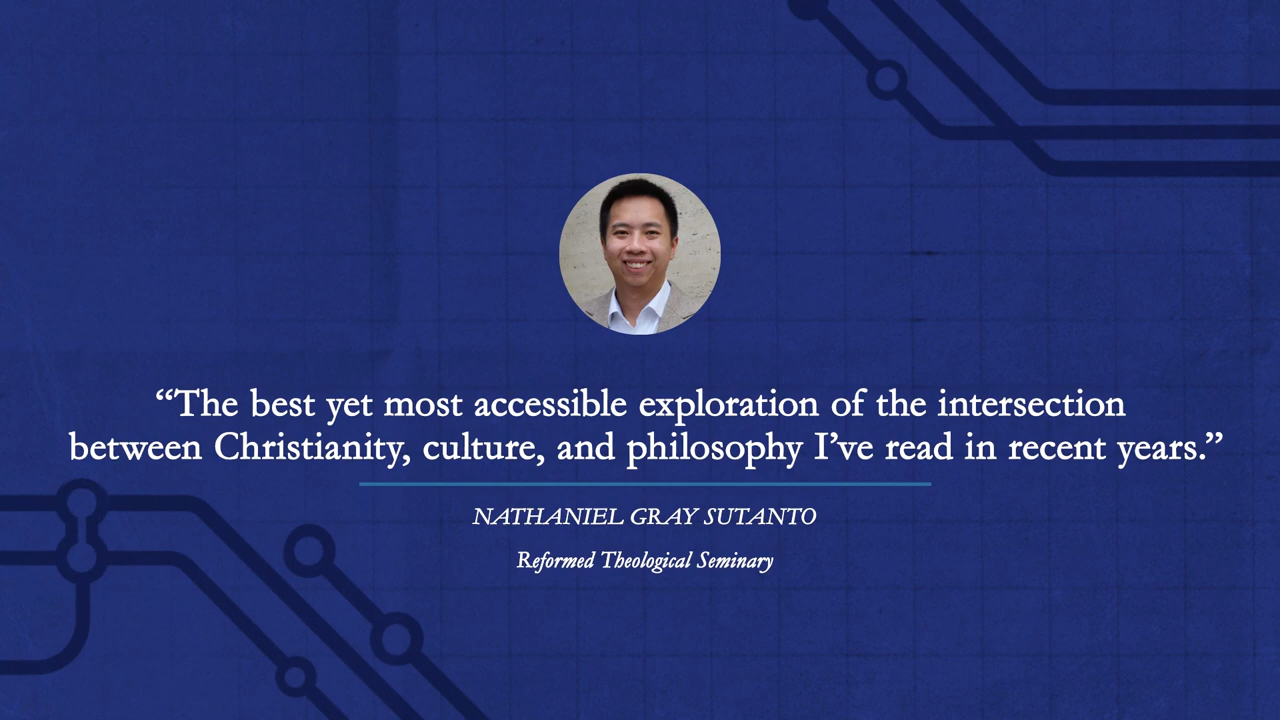 “The best yet most accessible exploration of the intersection
between Christianity, culture, and philosophy I’ve read in recent years.”
NATHANIEL GRAY SUTANTO
Reformed Theological Seminary